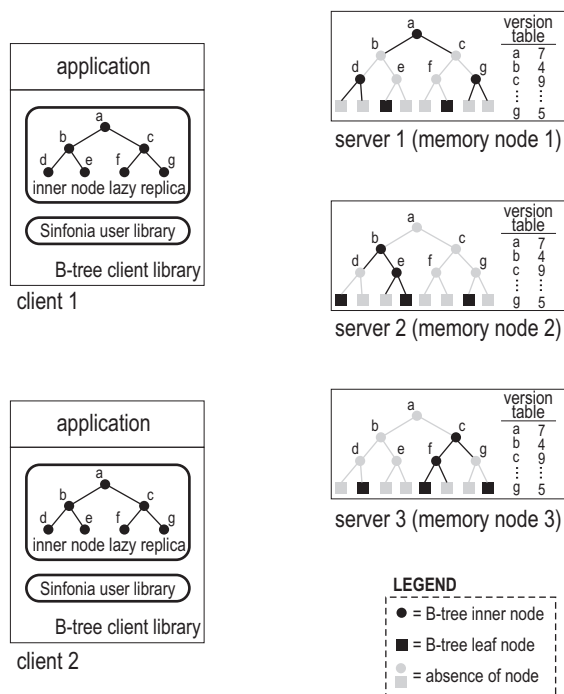 application
a
b c
d e f g
inner node lazy replica
Sinfonia user library
B-tree client library
client 1
application
a
b c
d e f g
inner node lazy replica
Sinfonia user library
B-tree client library
client 2
a
b c
d e f g
version
table
a 7
b 4
c 9
⋮ ⋮
g 5
server 1 (memory node 1)
a
b c
d e f g
version
table
a 7
b 4
c 9
⋮ ⋮
g 5
server 2 (memory node 2)
a
b c
d e f g
version
table
a 7
b 4
c 9
⋮ ⋮
g 5
server 3 (memory node 3)
LEGEND
= B-tree inner node
= B-tree leaf node
= absence of node